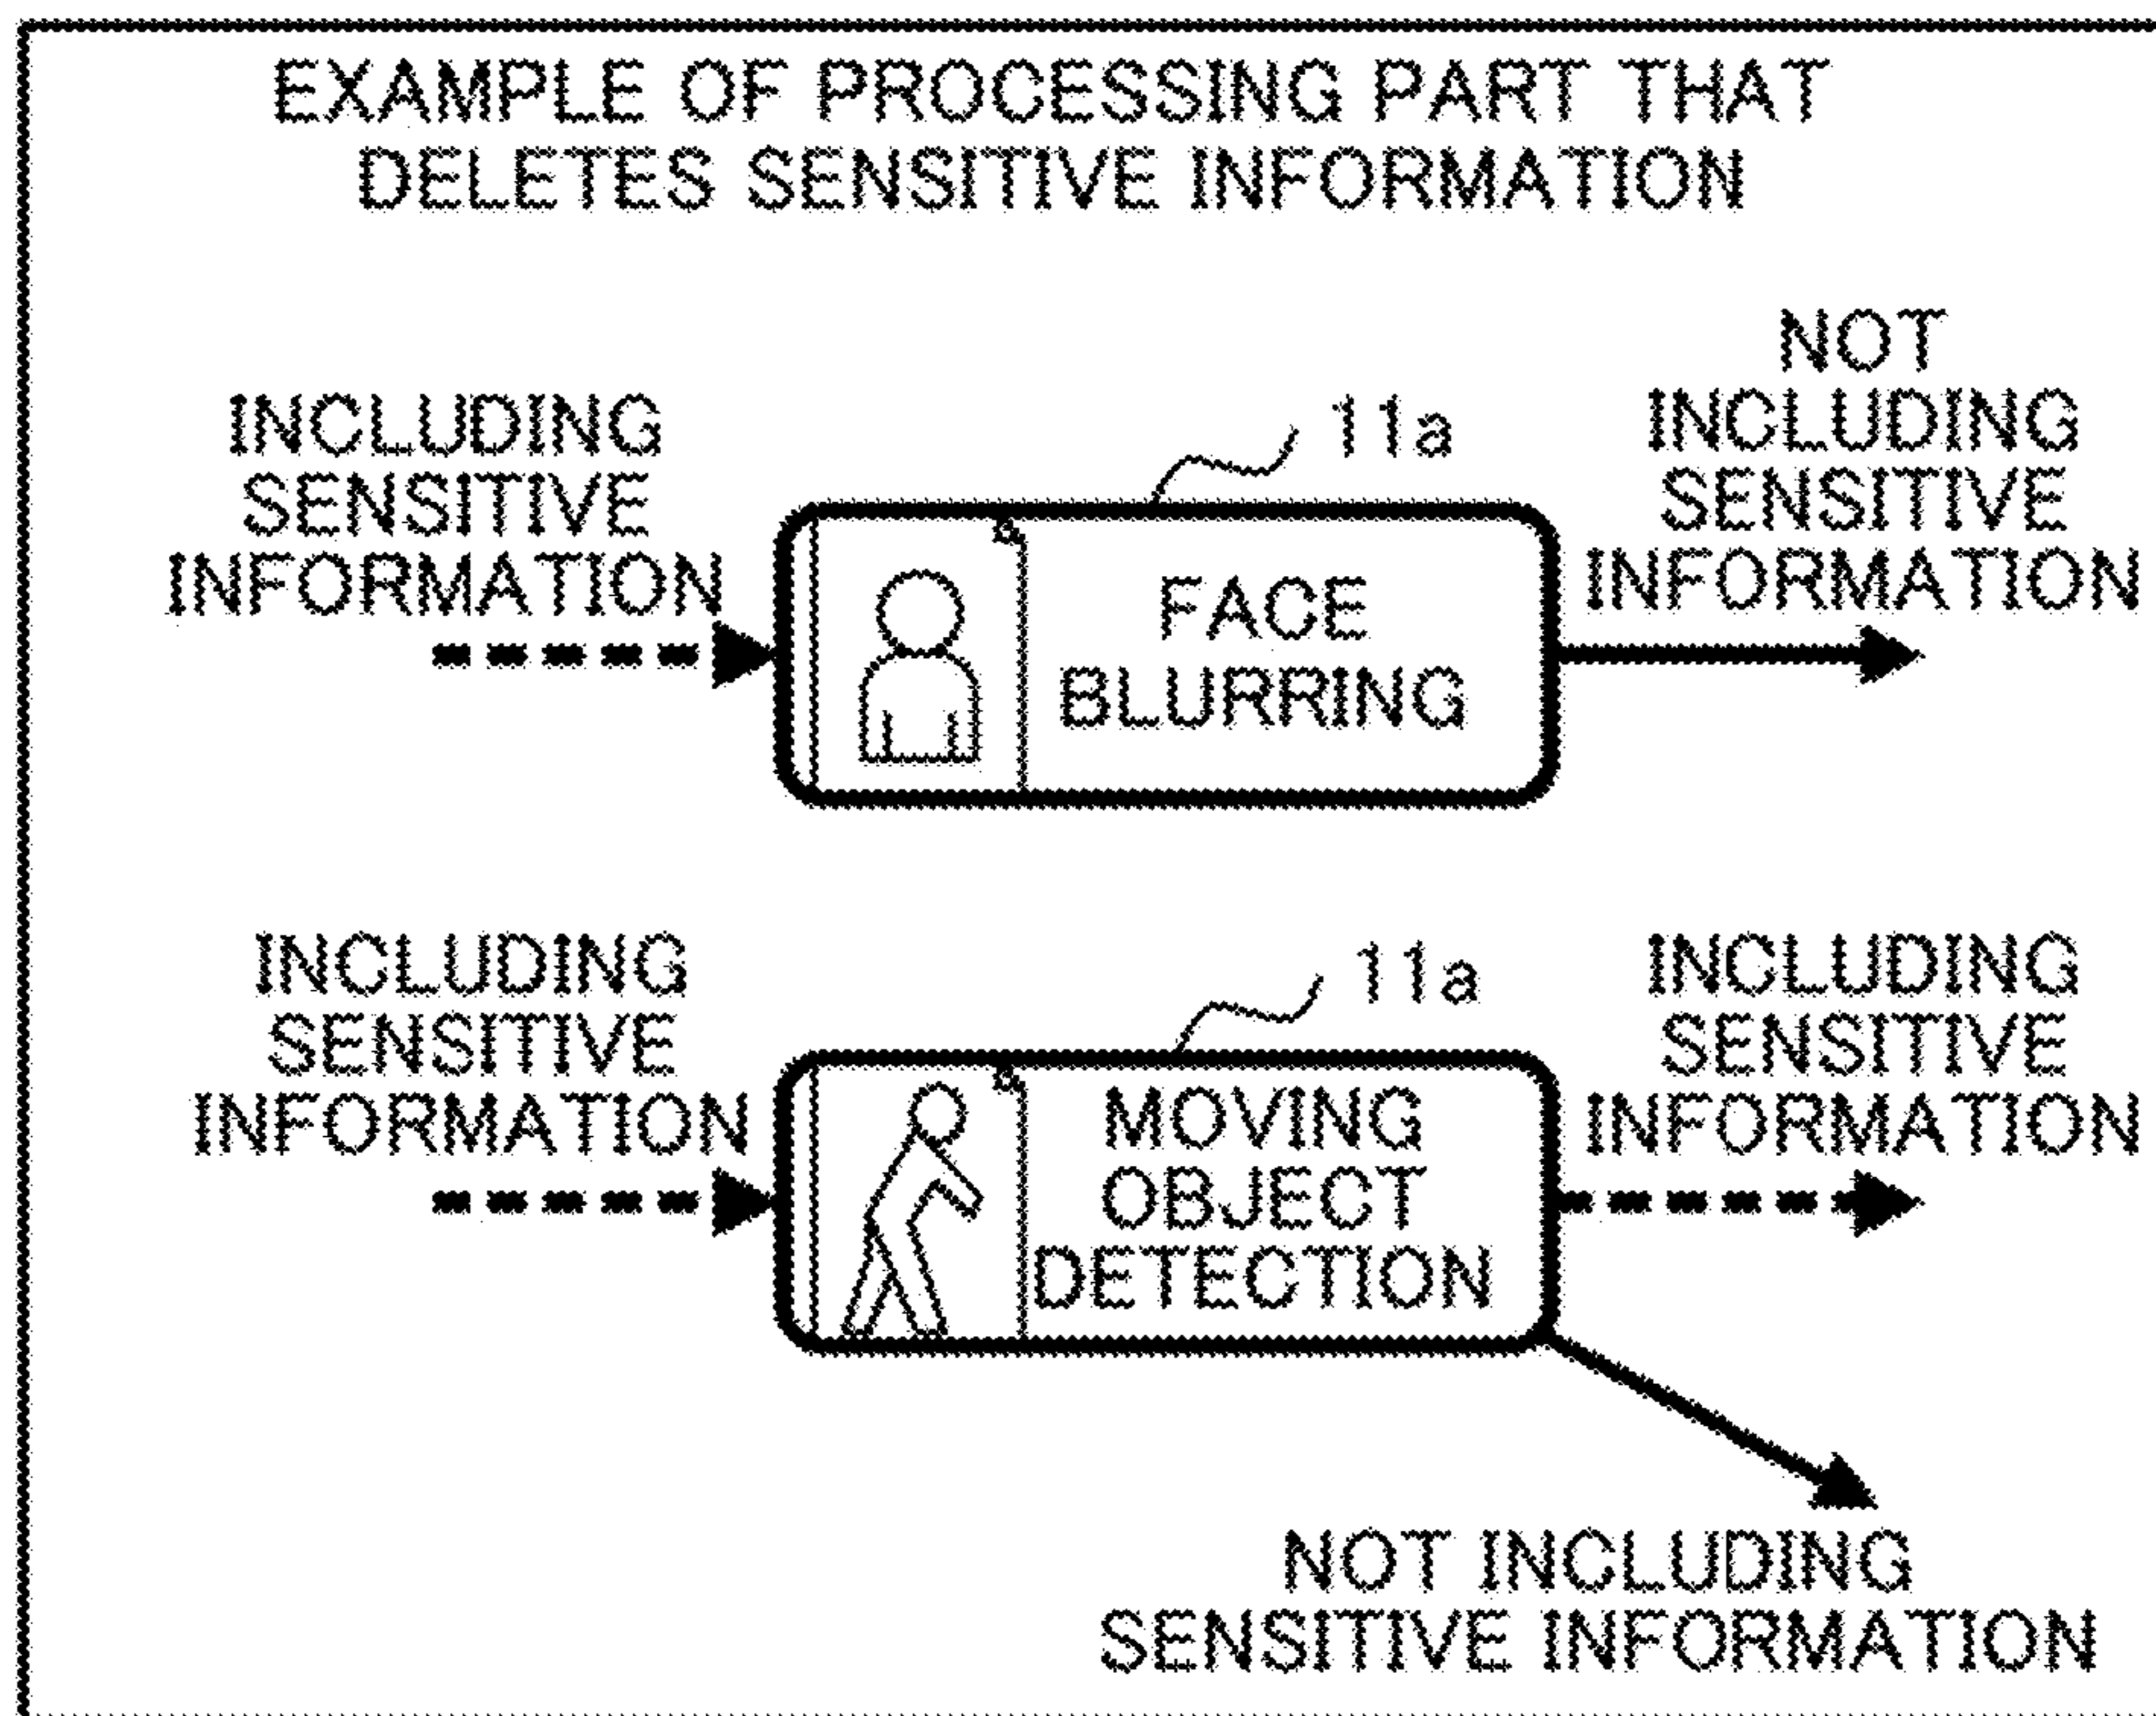 EXAMPLE OF PROCESSING PART THAT
DELETES SENSITIVE INFORMATION
INCLUDING
SENSITIVE
INFORMATION
11a
FACE
BLURRING
NOT
INCLUDING
SENSITIVE
INFORMATION
INCLUDING
SENSITIVE
INFORMATION
11a
MOVING
OBJECT
DETECTION
INCLUDING
SENSITIVE
INFORMATION
NOT INCLUDING
SENSITIVE INFORMATION